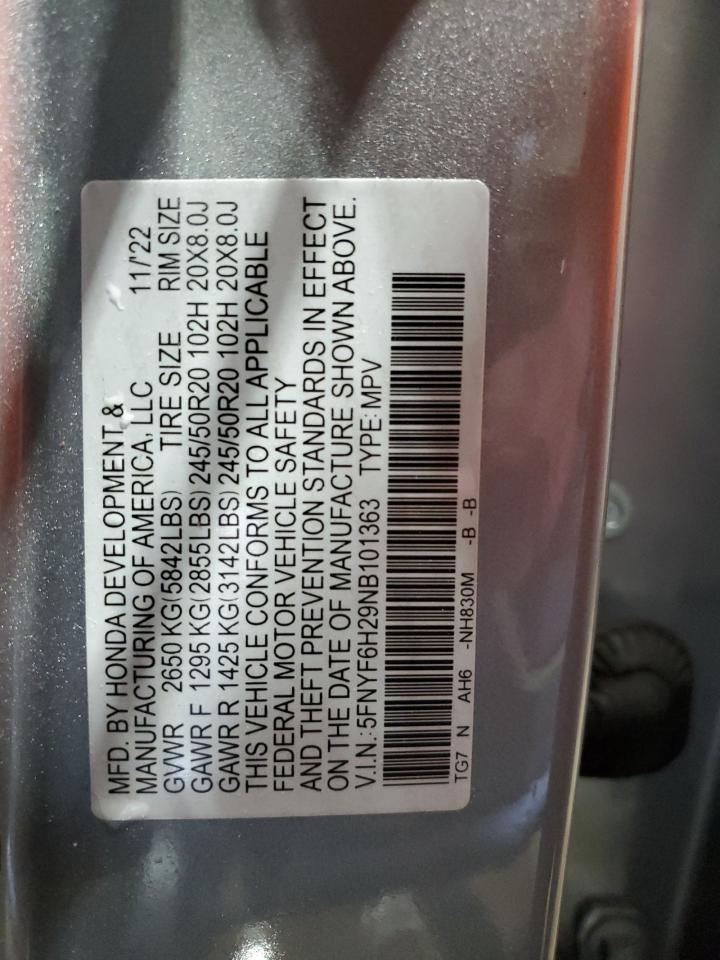 MFD. BY HONDA DEVELOPMENT &
MANUFACTURING OF AMERICA, LLC 11/'22
GVWR 2650 KG(5842LBS) TIRE SIZE RIM SIZE
GAWR F 1295 KG(2855LBS) 245/50R20 102H 20X8.0J
GAWR R 1425 KG(3142LBS) 245/50R20 102H 20X8.0J
THIS VEHICLE CONFORMS TO ALL APPLICABLE
FEDERAL MOTOR VEHICLE SAFETY
AND THEFT PREVENTION STANDARDS IN EFFECT
ON THE DATE OF MANUFACTURE SHOWN ABOVE.
V.I.N.: 5FNYF6H29NB101363 TYPE: MPV
TG7 N AH6 -NH830M -B -B